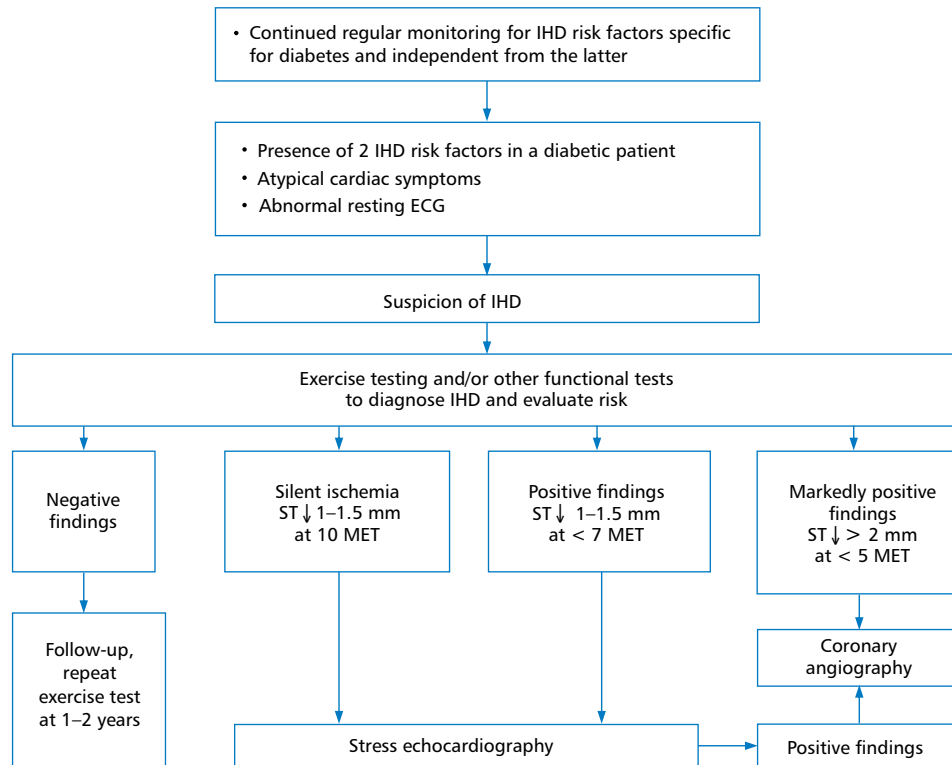 • Continued regular monitoring for IHD risk factors specific
for diabetes and independent from the latter
• Presence of 2 IHD risk factors in a diabetic patient
• Atypical cardiac symptoms
• Abnormal resting ECG
Suspicion of IHD
Exercise testing and/or other functional tests
to diagnose IHD and evaluate risk
Negative
findings
Silent ischemia
ST ↓ 1–1.5 mm
at 10 MET
Positive findings
ST ↓ 1–1.5 mm
at < 7 MET
Markedly positive
findings
ST ↓ > 2 mm
at < 5 MET
Follow-up,
repeat
exercise test
at 1–2 years
Coronary
angiography
Stress echocardiography
Positive findings